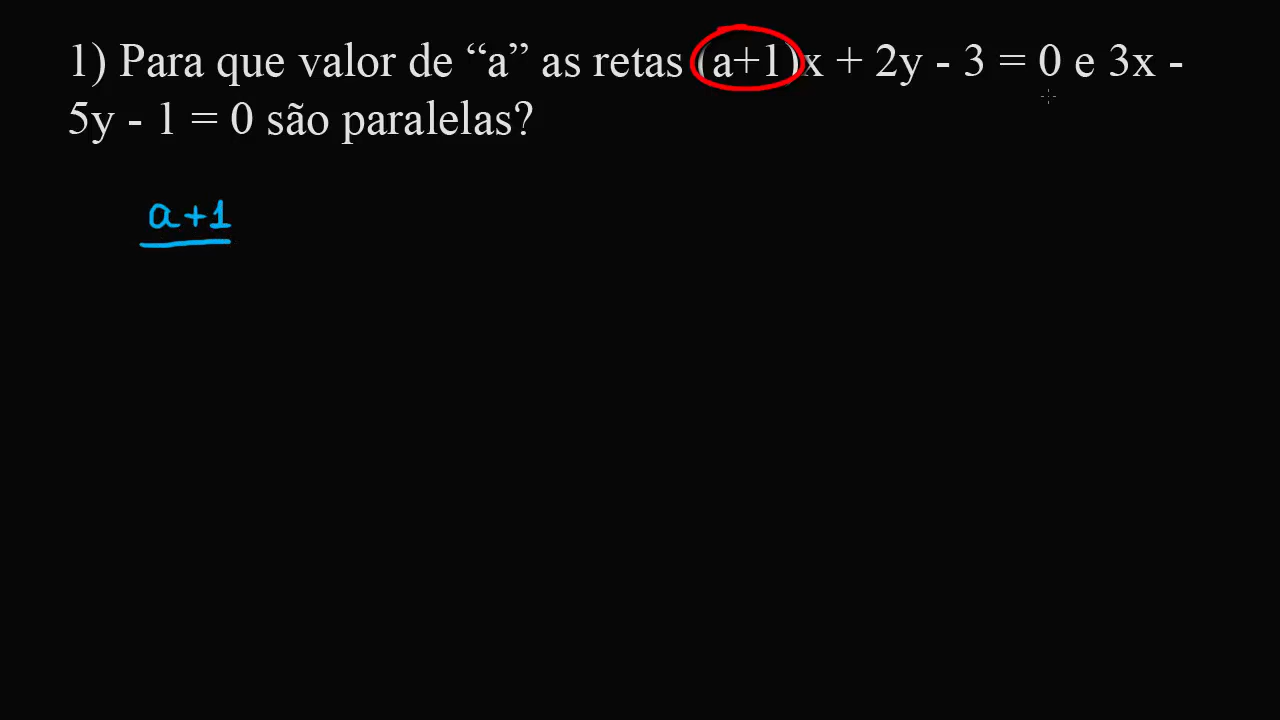 1) Para que valor de “a” as retas (a+1)x + 2y - 3 = 0 e 3x -
5y - 1 = 0 são paralelas?
a+1